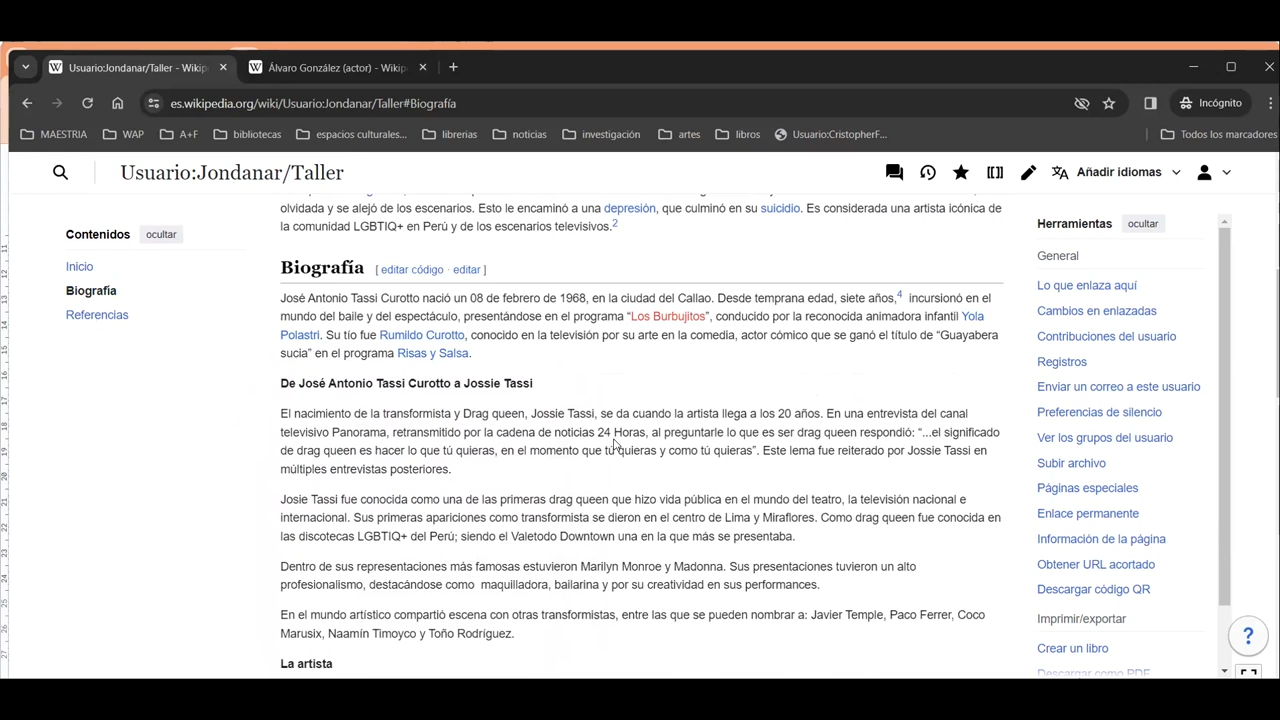 Usuario:Jondanar/Taller - Wikip
Álvaro González (actor) - Wikip
es.wikipedia.org/wiki/Usuario:Jondanar/Taller#Biografía
Incógnito
MAESTRIA
WAP
A+F
bibliotecas
espacios culturales...
librerias
noticias
investigación
artes
libros
Usuario:CristopherF...
Todos los marcadores
Usuario:Jondanar/Taller
Añadir idiomas
Contenidos ocultar
Inicio
Biografía
Referencias
olvidada y se alejó de los escenarios. Esto le encaminó a una depresión, que culminó en su suicidio. Es considerada una artista icónica de
la comunidad LGBTIQ+ en Perú y de los escenarios televisivos.2
Biografía [ editar código · editar ]
José Antonio Tassi Curotto nació un 08 de febrero de 1968, en la ciudad del Callao. Desde temprana edad, siete años,4 incursionó en el
mundo del baile y del espectáculo, presentándose en el programa “Los Burbujitos”, conducido por la reconocida animadora infantil Yola
Polastri. Su tío fue Rumildo Curotto, conocido en la televisión por su arte en la comedia, actor cómico que se ganó el título de “Guayabera
sucia” en el programa Risas y Salsa.
De José Antonio Tassi Curotto a Jossie Tassi
El nacimiento de la transformista y Drag queen, Jossie Tassi, se da cuando la artista llega a los 20 años. En una entrevista del canal
televisivo Panorama, retransmitido por la cadena de noticias 24 Horas, al preguntarle lo que es ser drag queen respondió: “...el significado
de drag queen es hacer lo que tú quieras, en el momento que tú quieras y como tú quieras”. Este lema fue reiterado por Jossie Tassi en
múltiples entrevistas posteriores.
Josie Tassi fue conocida como una de las primeras drag queen que hizo vida pública en el mundo del teatro, la televisión nacional e
internacional. Sus primeras apariciones como transformista se dieron en el centro de Lima y Miraflores. Como drag queen fue conocida en
las discotecas LGBTIQ+ del Perú; siendo el Valetodo Downtown una en la que más se presentaba.
Dentro de sus representaciones más famosas estuvieron Marilyn Monroe y Madonna. Sus presentaciones tuvieron un alto
profesionalismo, destacándose como maquilladora, bailarina y por su creatividad en sus performances.
En el mundo artístico compartió escena con otras transformistas, entre las que se pueden nombrar a: Javier Temple, Paco Ferrer, Coco
Marusix, Naamín Timoyco y Toño Rodríguez.
La artista
Herramientas ocultar
General
Lo que enlaza aquí
Cambios en enlazadas
Contribuciones del usuario
Registros
Enviar un correo a este usuario
Preferencias de silencio
Ver los grupos del usuario
Subir archivo
Páginas especiales
Enlace permanente
Información de la página
Obtener URL acortado
Descargar código QR
Imprimir/exportar
Crear un libro
Descargar como PDF
?